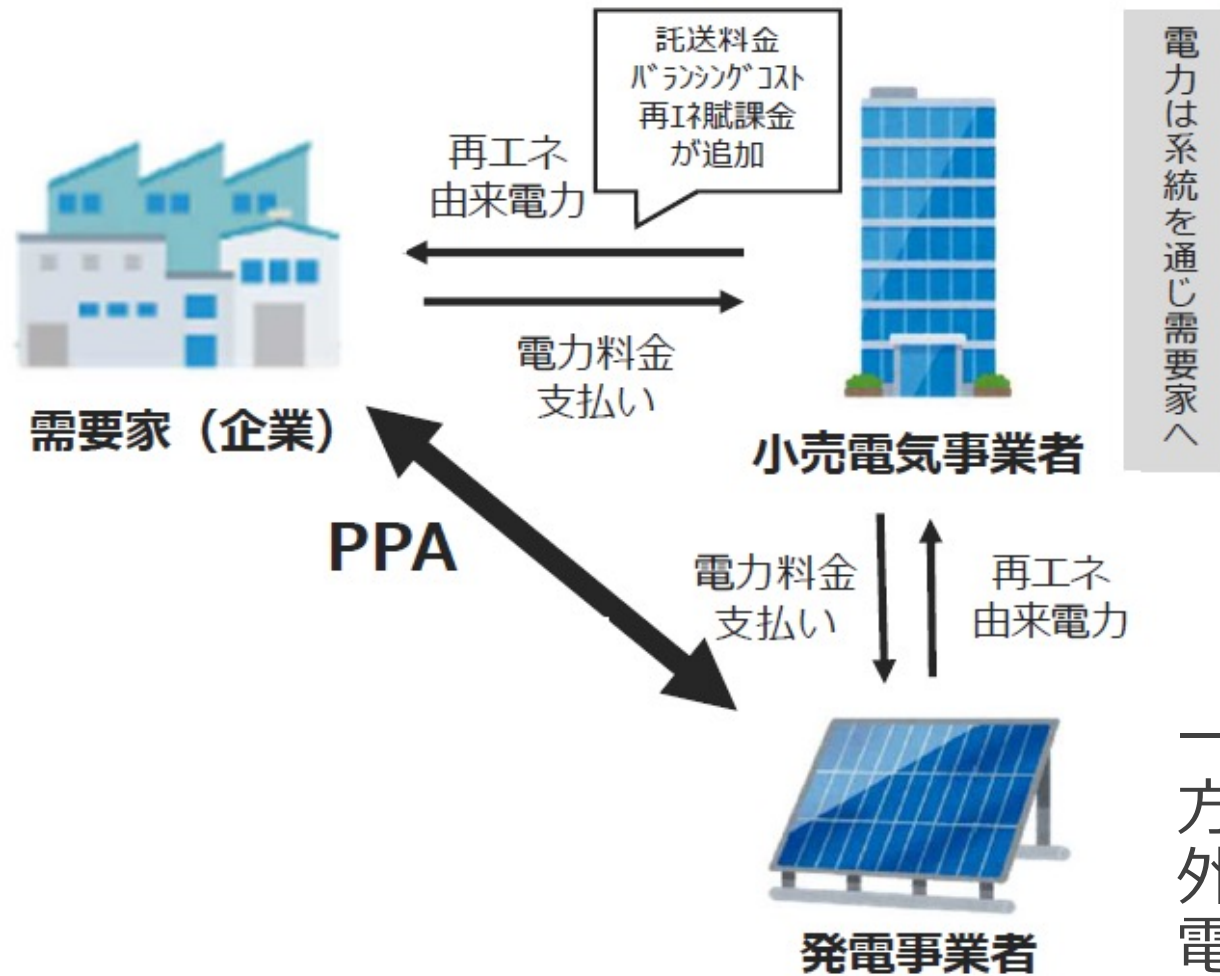 託送料金
バランシングコスト
再エネ賦課金
が追加
電力は系統を通じ需要家へ
再エネ
由来電力
電力料金
支払い
需要家（企業）
小売電気事業者
PPA
電力料金
支払い
再エネ
由来電力
発電事業者
一
方
外
電